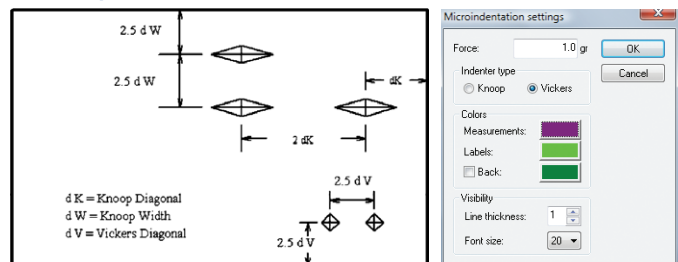 2.5 d W
2.5 d W
dK
2 dK
2.5 d V
d K = Knoop Diagonal
d W = Knoop Width
d V = Vickers Diagonal
2.5 d V
Microindentation settings
Force: 1.0 gr
OK
Cancel
Indenter type
Knoop Vickers
Colors
Measurements:
Labels:
Back:
Visibility
Line thickness: 1
Font size: 20